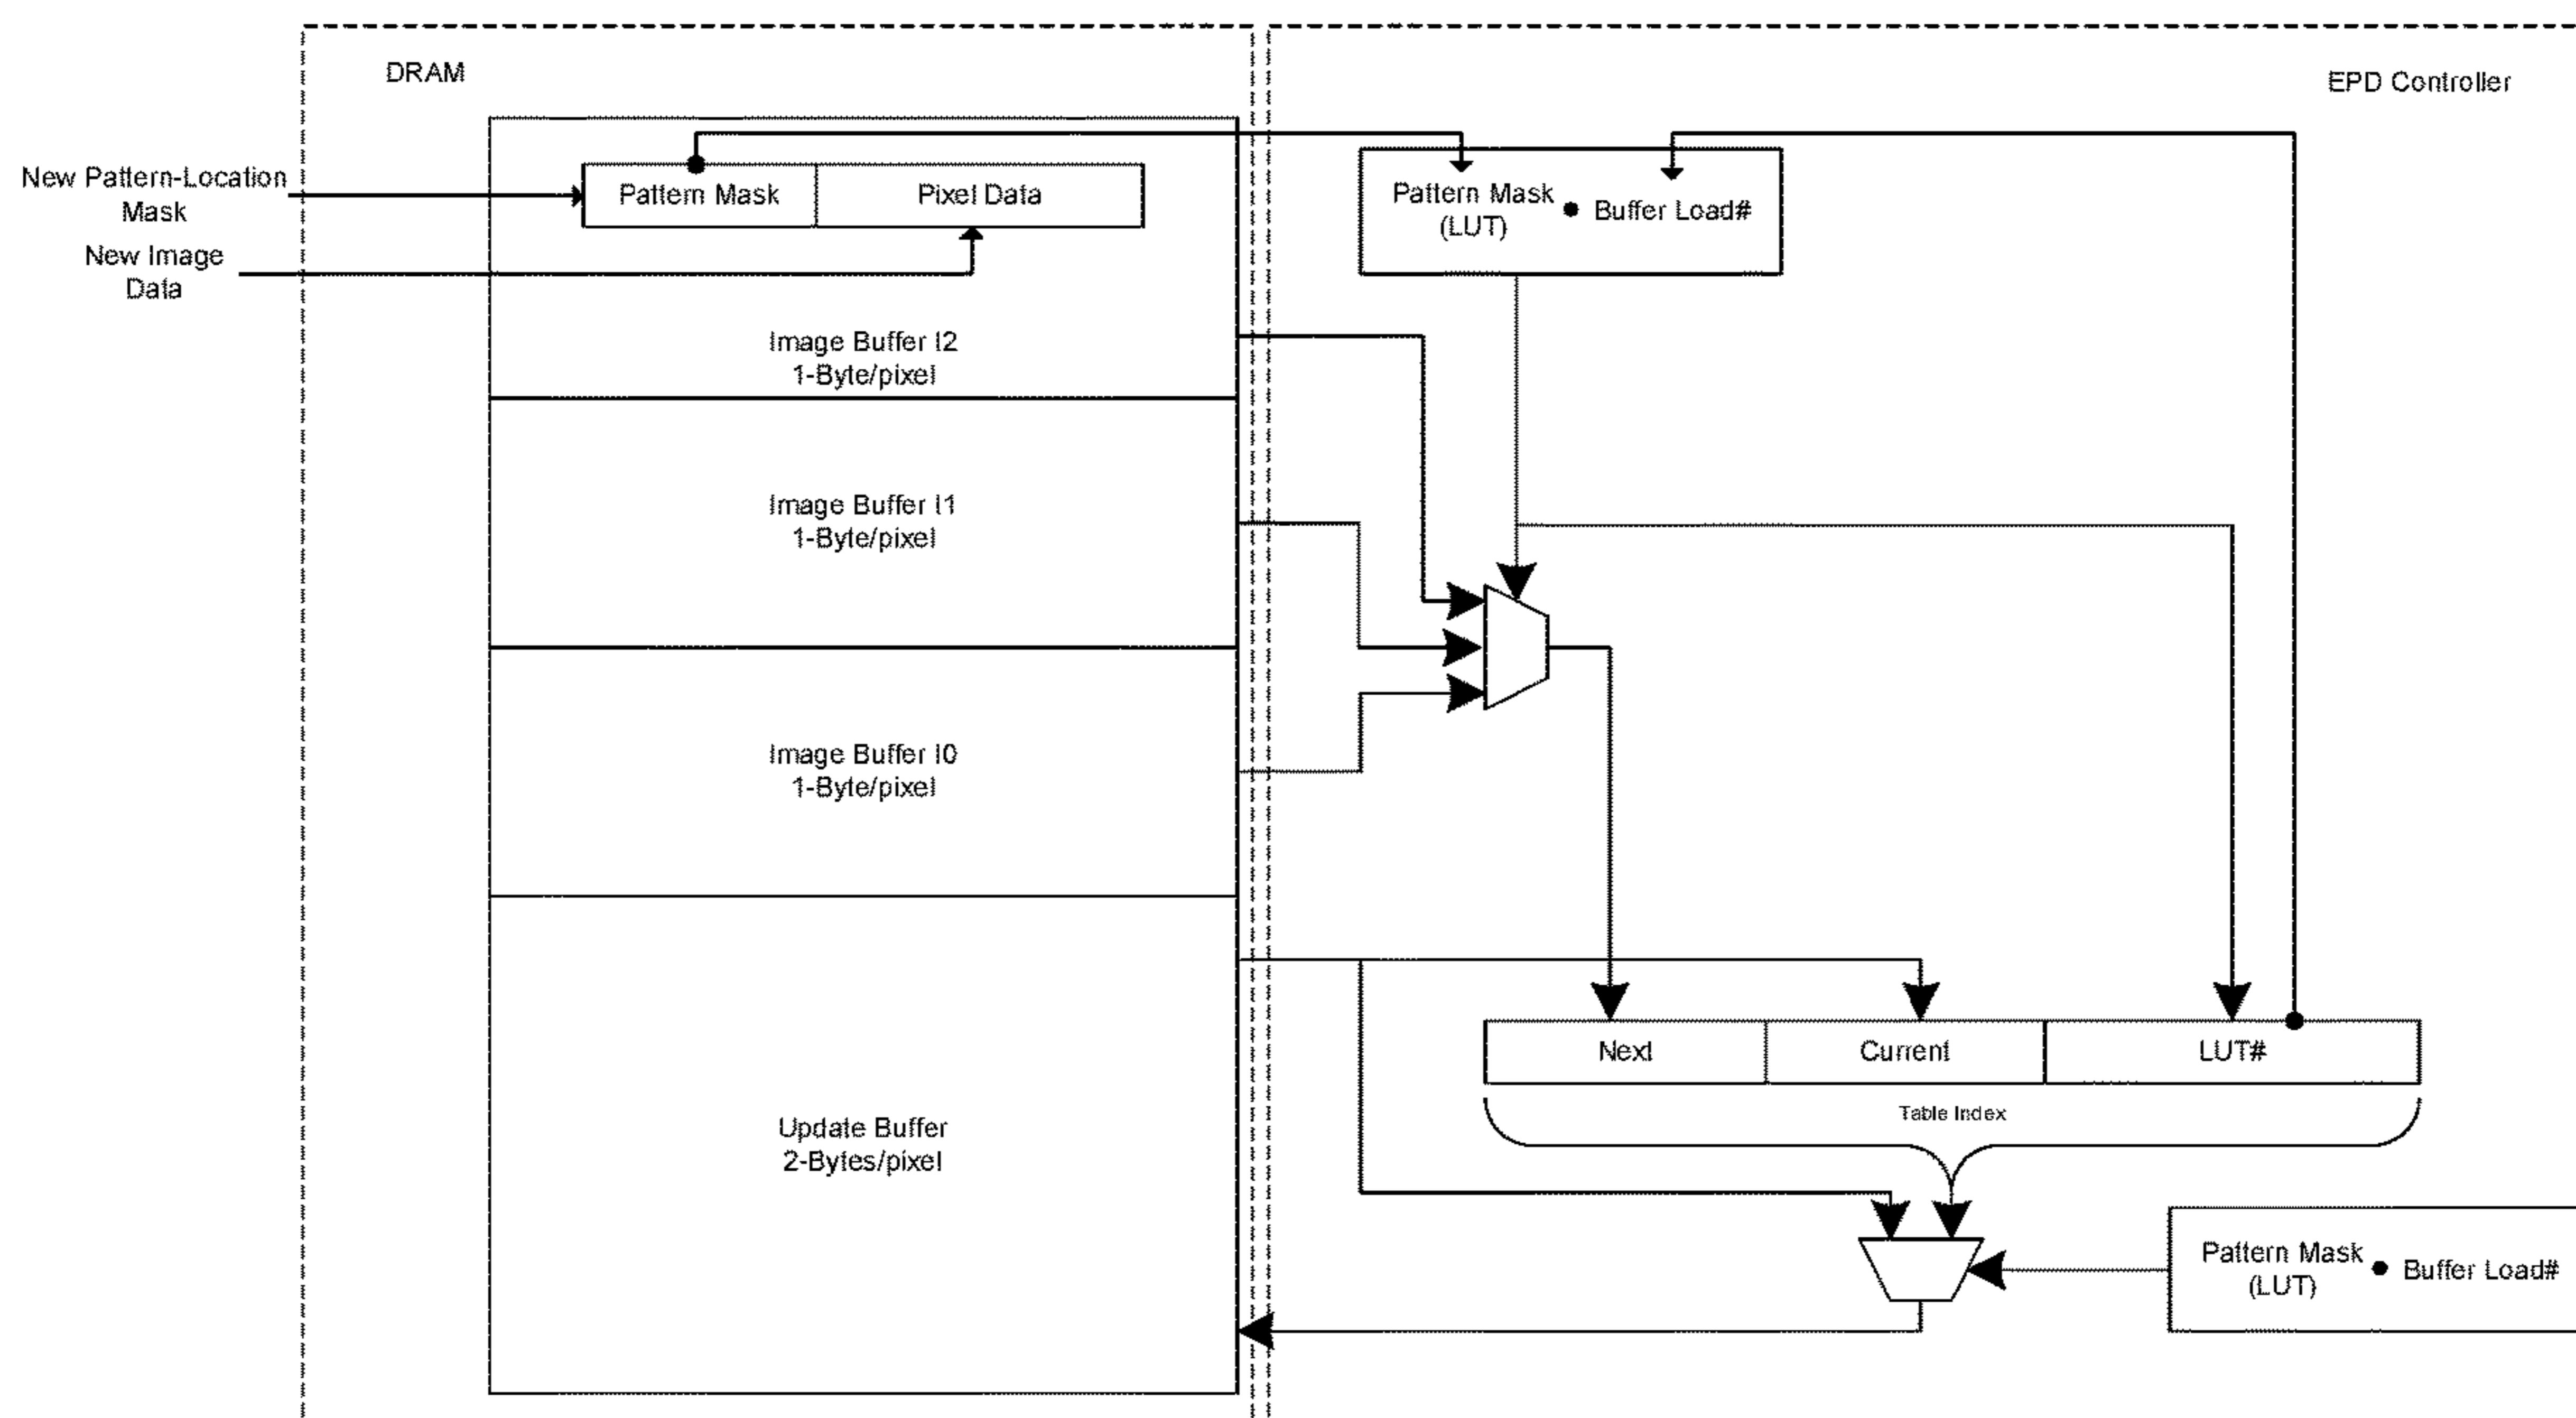 DRAM
EPD Controller
New Pattern-Location
Mask
Pattern Mask
Pixel Data
Pattern Mask
(LUT)
Buffer Load#
New Image
Data
Image Buffer I2
1-Byte/pixel
Image Buffer I1
1-Byte/pixel
Image Buffer I0
1-Byte/pixel
Next
Current
LUT#
Table Index
Update Buffer
2-Bytes/pixel
Pattern Mask
(LUT)
Buffer Load#